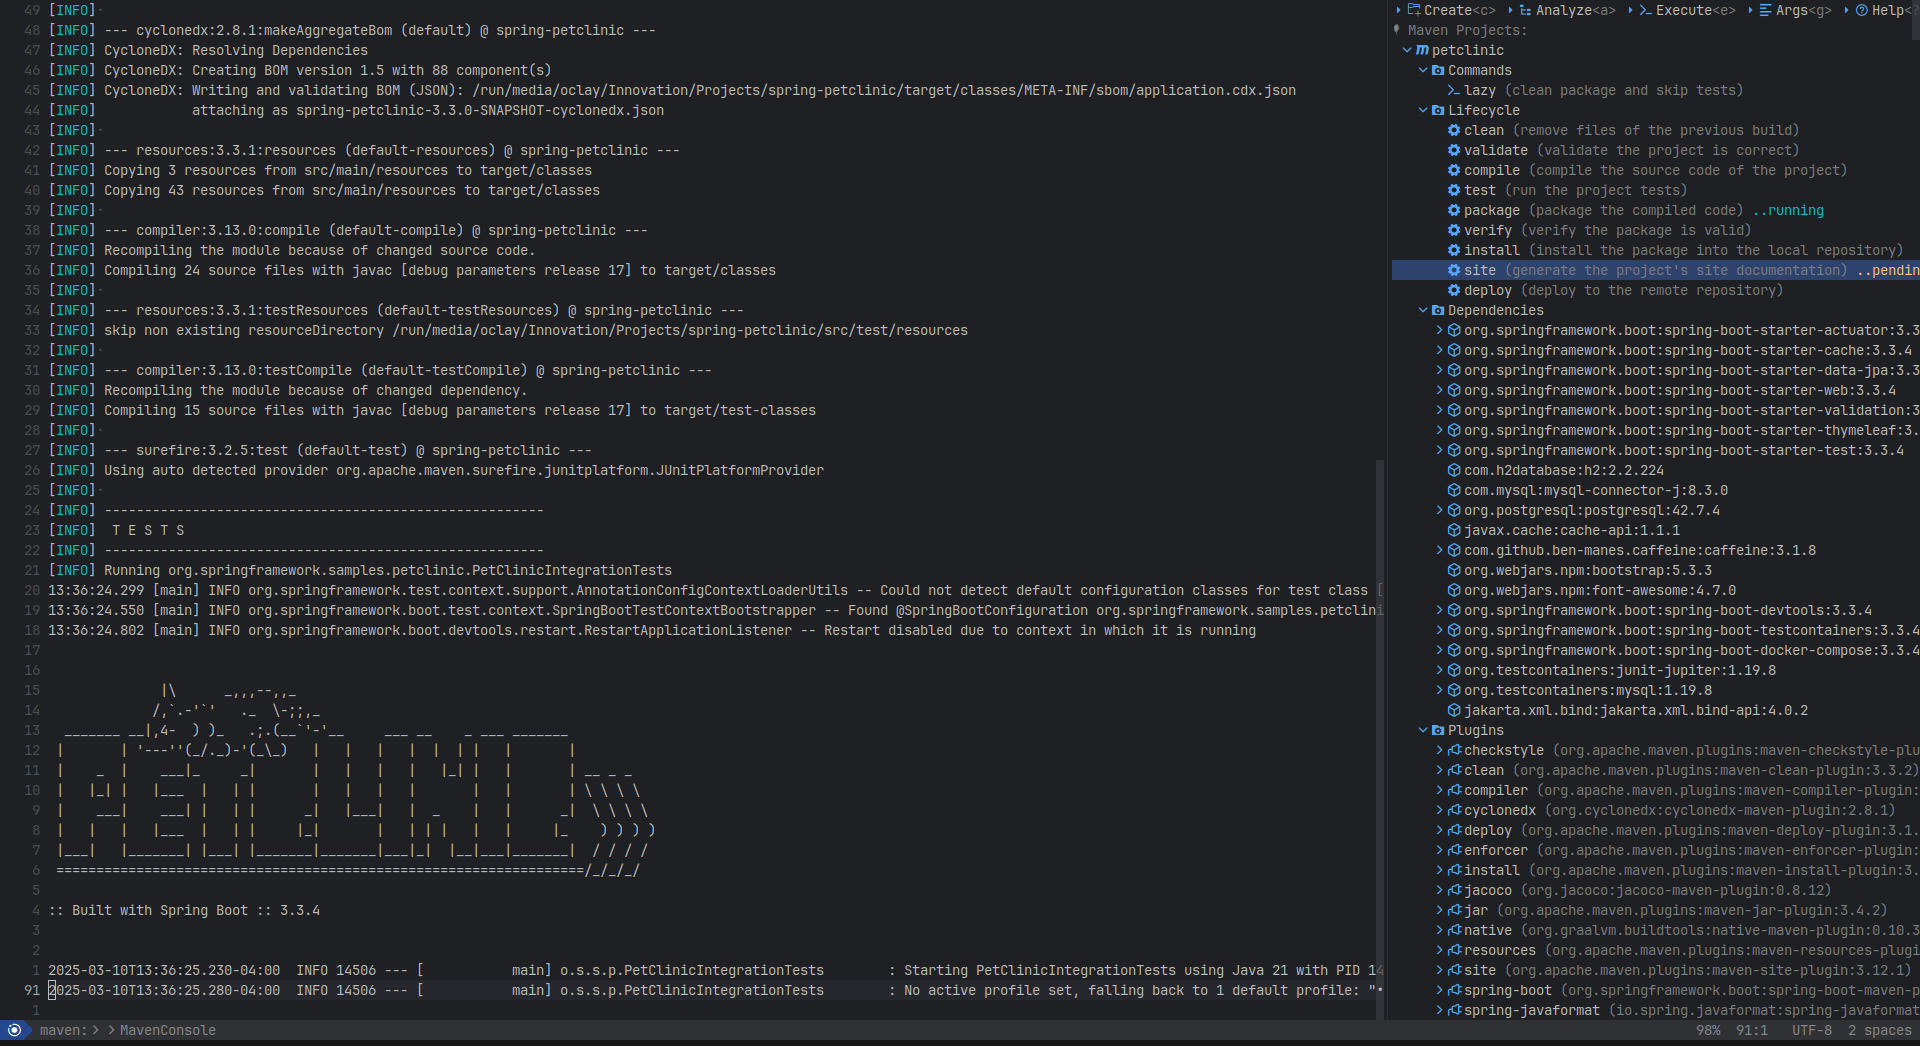 49 [INFO]
48 [INFO] --- cyclonedx:2.8.1:makeAggregateBom (default) @ spring-petclinic ---
47 [INFO] CycloneDX: Resolving Dependencies
46 [INFO] CycloneDX: Creating BOM version 1.5 with 88 component(s)
45 [INFO] CycloneDX: Writing and validating BOM (JSON): /run/media/oclay/Innovation/Projects/spring-petclinic/target/classes/META-INF/sbom/application.cdx.json
44 [INFO]            attaching as spring-petclinic-3.3.0-SNAPSHOT-cyclonedx.json
43 [INFO]
42 [INFO] --- resources:3.3.1:resources (default-resources) @ spring-petclinic ---
41 [INFO] Copying 3 resources from src/main/resources to target/classes
40 [INFO] Copying 43 resources from src/main/resources to target/classes
39 [INFO]
38 [INFO] --- compiler:3.13.0:compile (default-compile) @ spring-petclinic ---
37 [INFO] Recompiling the module because of changed source code.
36 [INFO] Compiling 24 source files with javac [debug parameters release 17] to target/classes
35 [INFO]
34 [INFO] --- resources:3.3.1:testResources (default-testResources) @ spring-petclinic ---
33 [INFO] skip non existing resourceDirectory /run/media/oclay/Innovation/Projects/spring-petclinic/src/test/resources
32 [INFO]
31 [INFO] --- compiler:3.13.0:testCompile (default-testCompile) @ spring-petclinic ---
30 [INFO] Recompiling the module because of changed dependency.
29 [INFO] Compiling 15 source files with javac [debug parameters release 17] to target/test-classes
28 [INFO]
27 [INFO] --- surefire:3.2.5:test (default-test) @ spring-petclinic ---
26 [INFO] Using auto detected provider org.apache.maven.surefire.junitplatform.JUnitPlatformProvider
25 [INFO]
24 [INFO] -------------------------------------------------------
23 [INFO]  T E S T S
22 [INFO] -------------------------------------------------------
21 [INFO] Running org.springframework.samples.petclinic.PetClinicIntegrationTests
20 13:36:24.299 [main] INFO org.springframework.test.context.support.AnnotationConfigContextLoaderUtils -- Could not detect default configuration classes for test class [
19 13:36:24.550 [main] INFO org.springframework.boot.test.context.SpringBootTestContextBootstrapper -- Found @SpringBootConfiguration org.springframework.samples.petclini
18 13:36:24.802 [main] INFO org.springframework.boot.devtools.restart.RestartApplicationListener -- Restart disabled due to context in which it is running
17
16
15               |\      _,,,--,,_
14              /,`.-'`'   ._  \-;;,_
13   _______ __|,4-  ) )_   .;.(__`'-'__     ___ __    _ ___ _______
12  |       | '---''(_/._)-'(_\_)   |   |   |   |  |  | |   |       |
11  |    _  |    ___|_     _|       |   |   |   |   |_| |   |       | __ _ _
10  |   |_| |   |___  |   | |       |   |   |   |       |   |       | \ \ \ \
9  |    ___|    ___| |   | |      _|   |___|   |  _    |   |      _|  \ \ \ \
8  |   |   |   |___  |   | |     |_|       |   | | |   |   |     |_    ) ) ) )
7  |___|   |_______| |___| |_______|_______|___|_|  |__|___|_______|  / / / /
6  ==================================================================/_/_/_/
5
4 :: Built with Spring Boot :: 3.3.4
3
2
1 2025-03-10T13:36:25.230-04:00  INFO 14506 --- [           main] o.s.s.p.PetClinicIntegrationTests        : Starting PetClinicIntegrationTests using Java 21 with PID 14
91 2025-03-10T13:36:25.280-04:00  INFO 14506 --- [           main] o.s.s.p.PetClinicIntegrationTests        : No active profile set, falling back to 1 default profile: "
1
Create<c> Analyze<a> Execute<e> Args<g> Help<
Maven Projects:
petclinic
Commands
lazy (clean package and skip tests)
Lifecycle
clean (remove files of the previous build)
validate (validate the project is correct)
compile (compile the source code of the project)
test (run the project tests)
package (package the compiled code) ..running
verify (verify the package is valid)
install (install the package into the local repository)
site (generate the project's site documentation) ..pendin
deploy (deploy to the remote repository)
Dependencies
org.springframework.boot:spring-boot-starter-actuator:3.3
org.springframework.boot:spring-boot-starter-cache:3.3.4
org.springframework.boot:spring-boot-starter-data-jpa:3.3
org.springframework.boot:spring-boot-starter-web:3.3.4
org.springframework.boot:spring-boot-starter-validation:3
org.springframework.boot:spring-boot-starter-thymeleaf:3.
org.springframework.boot:spring-boot-starter-test:3.3.4
com.h2database:h2:2.2.224
com.mysql:mysql-connector-j:8.3.0
org.postgresql:postgresql:42.7.4
javax.cache:cache-api:1.1.1
com.github.ben-manes.caffeine:caffeine:3.1.8
org.webjars.npm:bootstrap:5.3.3
org.webjars.npm:font-awesome:4.7.0
org.springframework.boot:spring-boot-devtools:3.3.4
org.springframework.boot:spring-boot-testcontainers:3.3.4
org.springframework.boot:spring-boot-docker-compose:3.3.4
org.testcontainers:junit-jupiter:1.19.8
org.testcontainers:mysql:1.19.8
jakarta.xml.bind:jakarta.xml.bind-api:4.0.2
Plugins
checkstyle (org.apache.maven.plugins:maven-checkstyle-plu
clean (org.apache.maven.plugins:maven-clean-plugin:3.3.2)
compiler (org.apache.maven.plugins:maven-compiler-plugin:
cyclonedx (org.cyclonedx:cyclonedx-maven-plugin:2.8.1)
deploy (org.apache.maven.plugins:maven-deploy-plugin:3.1.
enforcer (org.apache.maven.plugins:maven-enforcer-plugin:
install (org.apache.maven.plugins:maven-install-plugin:3.
jacoco (org.jacoco:jacoco-maven-plugin:0.8.12)
jar (org.apache.maven.plugins:maven-jar-plugin:3.4.2)
native (org.graalvm.buildtools:native-maven-plugin:0.10.3
resources (org.apache.maven.plugins:maven-resources-plugi
site (org.apache.maven.plugins:maven-site-plugin:3.12.1)
spring-boot (org.springframework.boot:spring-boot-maven-p
spring-javaformat (io.spring.javaformat:spring-javaformat
maven: > > MavenConsole
98% 91:1 UTF-8 2 spaces